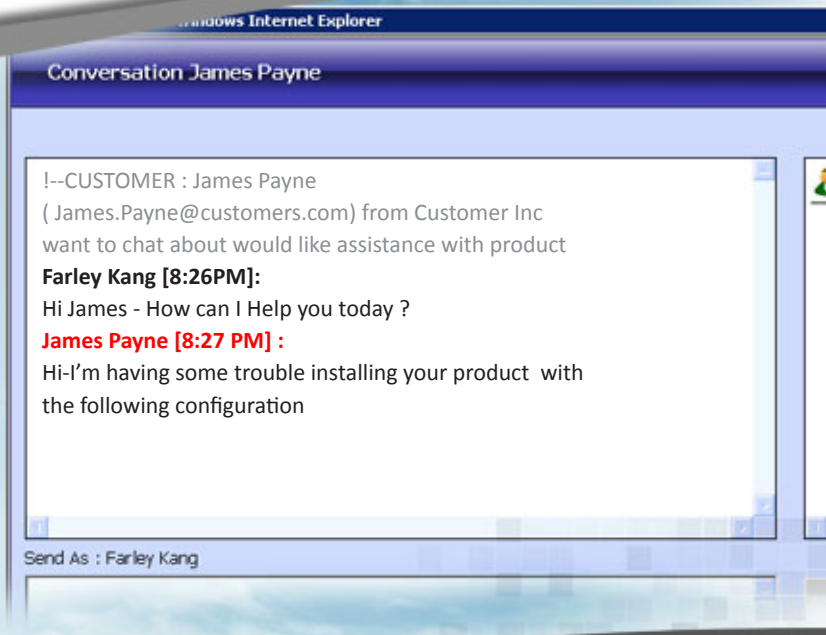 Windows Internet Explorer
Conversation James Payne
!--CUSTOMER : James Payne
( James.Payne@customers.com) from Customer Inc
want to chat about would like assistance with product
Farley Kang [8:26PM]:
Hi James - How can I Help you today ?
James Payne [8:27 PM] :
Hi-I’m having some trouble installing your product  with
the following configuration
Send As : Farley Kang